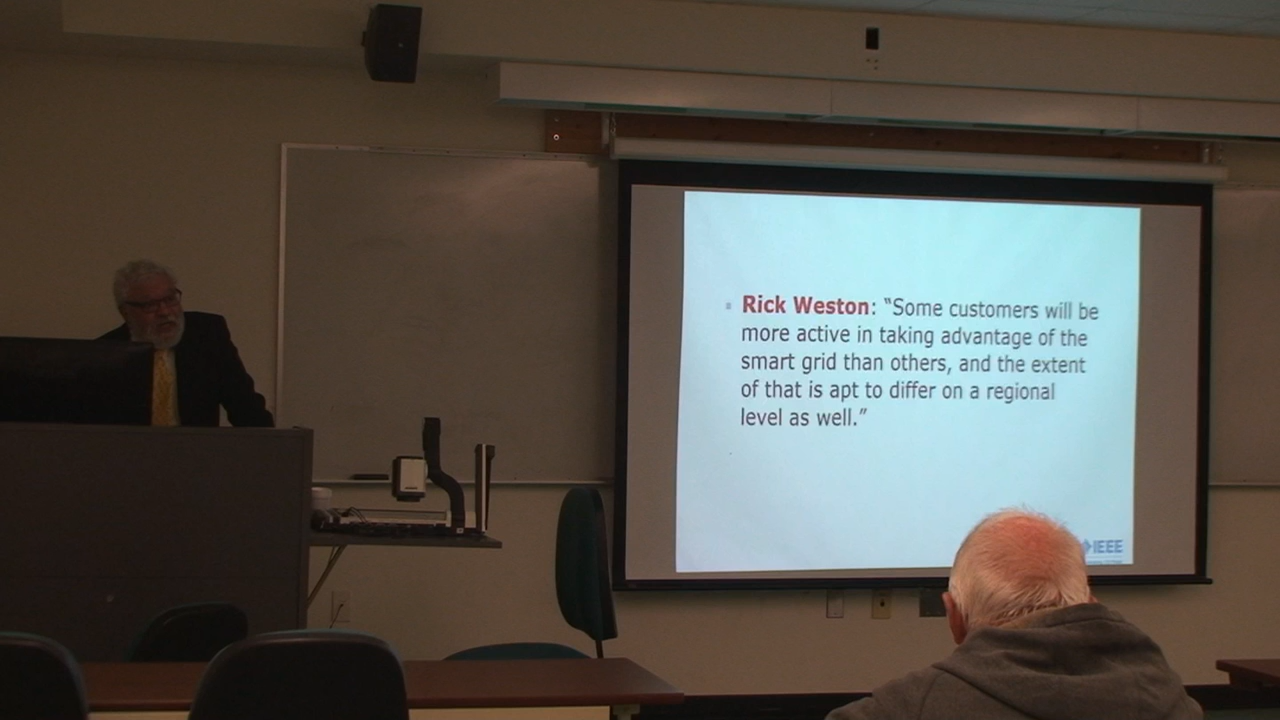 Rick Weston: “Some customers will be
more active in taking advantage of the
smart grid than others, and the extent
of that is apt to differ on a regional
level as well.”
IEEE